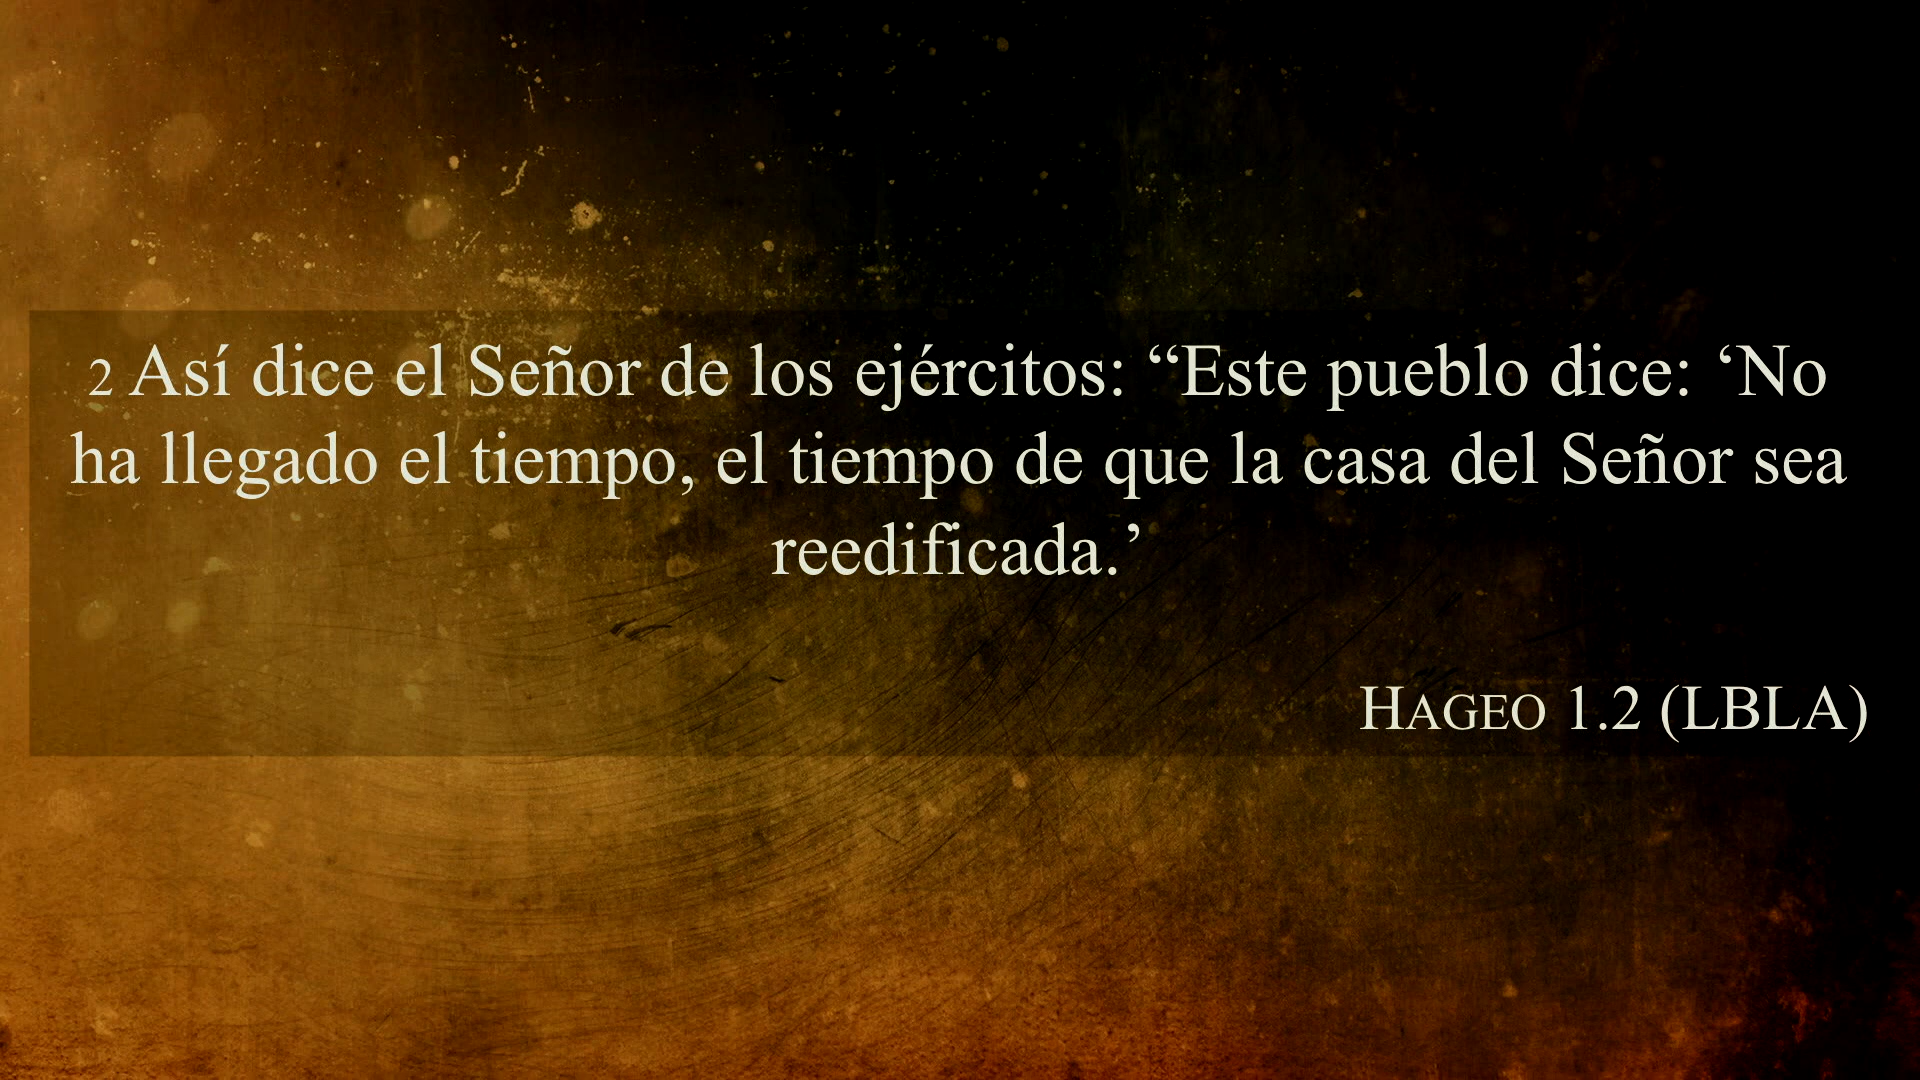 2 Así dice el Señor de los ejércitos: “Este pueblo dice: ‘No
ha llegado el tiempo, el tiempo de que la casa del Señor sea
reedificada.’
Hageo 1.2 (LBLA)